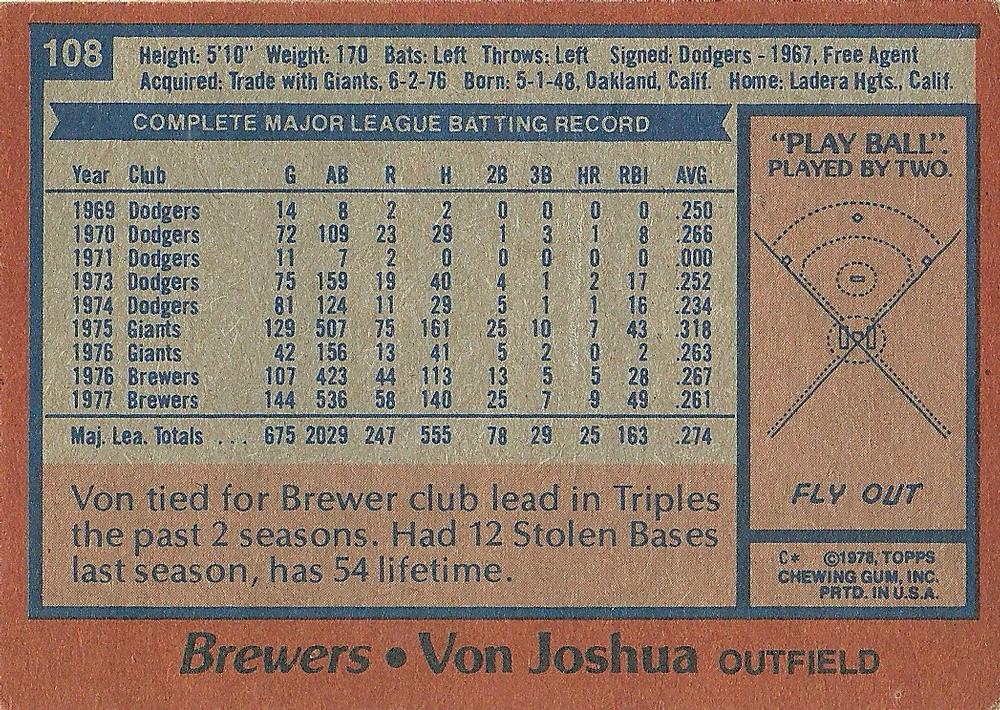 108
Height: 5'10" Weight: 170 Bats: Left Throws: Left Signed: Dodgers - 1967, Free Agent
Acquired: Trade with Giants, 6-2-76 Born: 5-1-48, Oakland, Calif. Home: Ladera Hgts., Calif.
COMPLETE MAJOR LEAGUE BATTING RECORD
Year Club G AB R H 2B 3B HR RBI AVG.
1969 Dodgers 14 8 2 2 0 0 0 0 .250
1970 Dodgers 72 109 23 29 1 3 1 8 .266
1971 Dodgers 11 7 2 0 0 0 0 0 .000
1973 Dodgers 75 159 19 40 4 1 2 17 .252
1974 Dodgers 81 124 11 29 5 1 1 16 .234
1975 Giants 129 507 75 161 25 10 7 43 .318
1976 Giants 42 156 13 41 5 2 0 2 .263
1976 Brewers 107 423 44 113 13 5 5 28 .267
1977 Brewers 144 536 58 140 25 7 9 49 .261
Maj. Lea. Totals ... 675 2029 247 555 78 29 25 163 .274
Von tied for Brewer club lead in Triples
the past 2 seasons. Had 12 Stolen Bases
last season, has 54 lifetime.
"PLAY BALL".
PLAYED BY TWO.
FLY OUT
C* ©1978, TOPPS
CHEWING GUM, INC.
PRTD. IN U.S.A.
Brewers • Von Joshua OUTFIELD